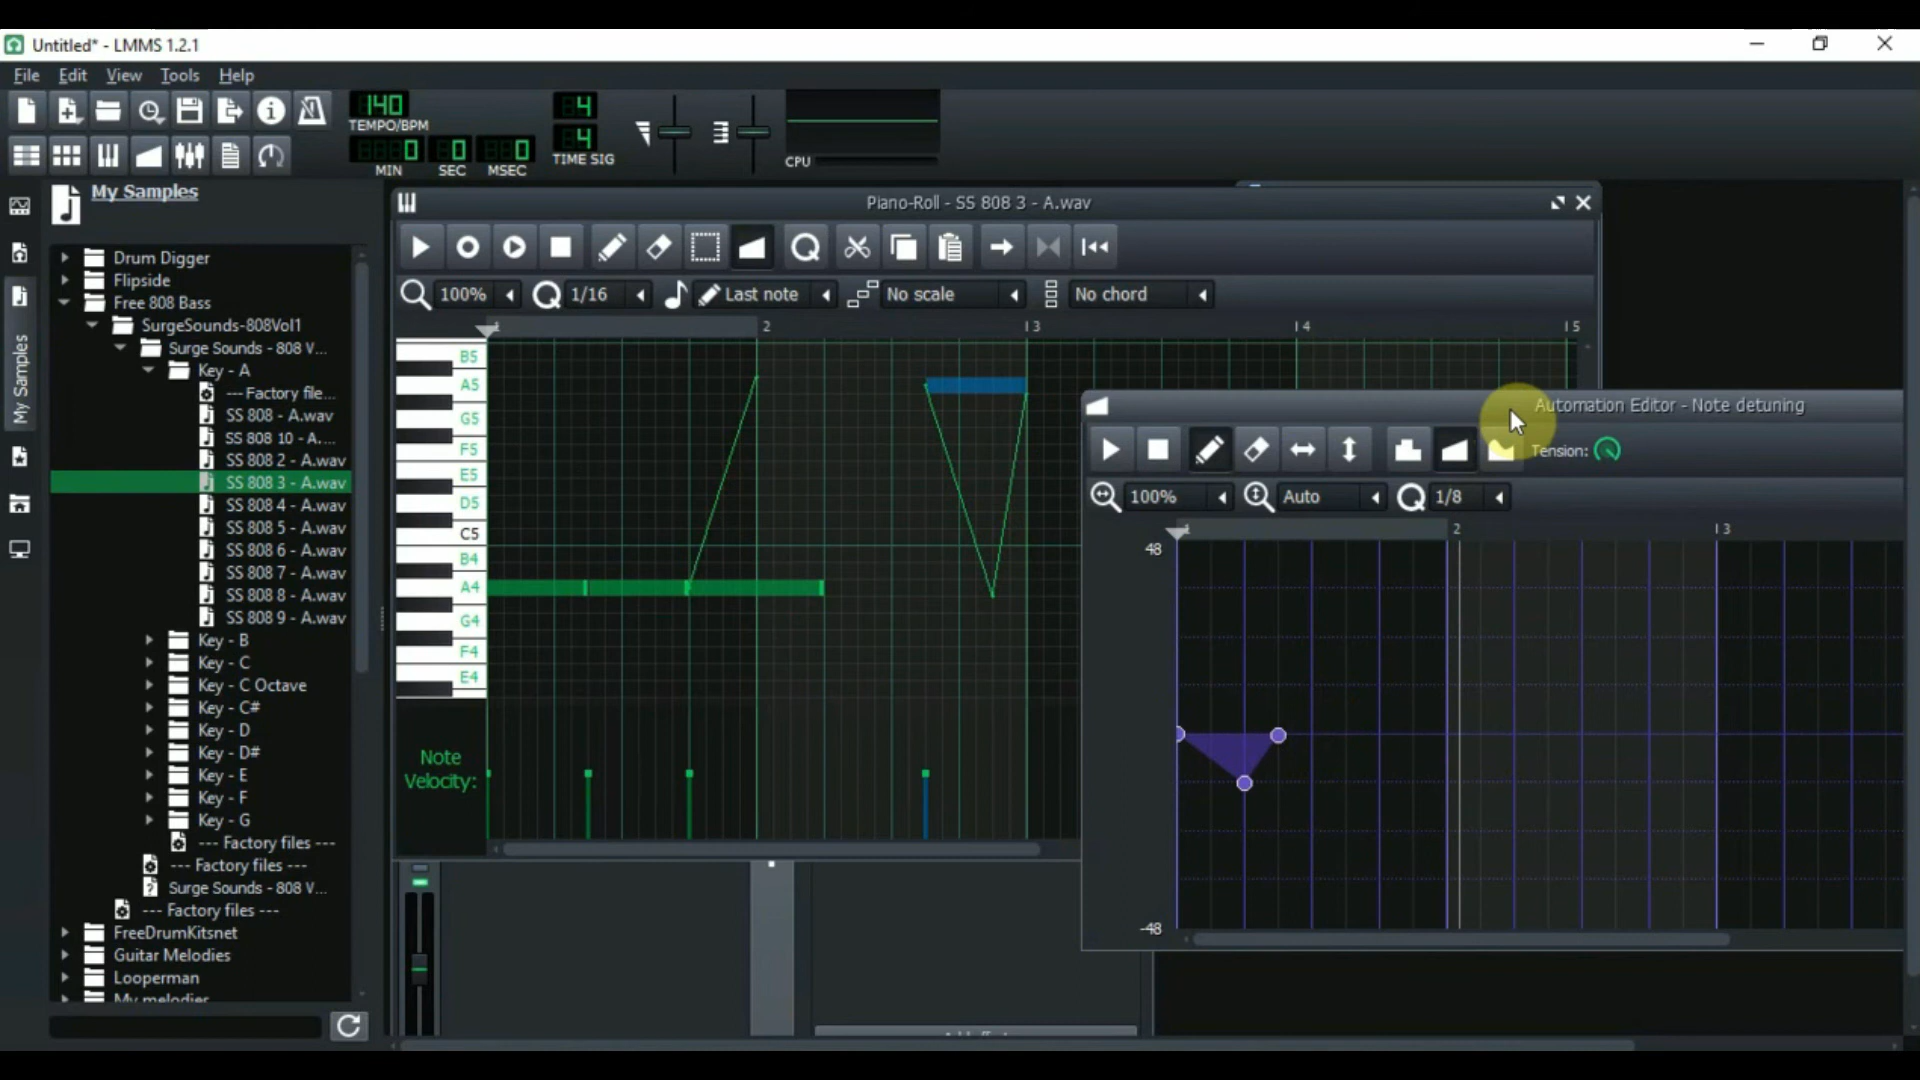 Untitled* - LMMS 1.2.1
File Edit View Tools Help
140
TEMPO/BPM
0 0 0
MIN SEC MSEC
4
4
TIME SIG
CPU
My Samples
My Samples
Drum Digger
Flipside
Free 808 Bass
SurgeSounds-808Vol1
Surge Sounds - 808 V...
Key - A
--- Factory file...
SS 808 - A.wav
SS 808 10 - A....
SS 808 2 - A.wav
SS 808 3 - A.wav
SS 808 4 - A.wav
SS 808 5 - A.wav
SS 808 6 - A.wav
SS 808 7 - A.wav
SS 808 8 - A.wav
SS 808 9 - A.wav
Key - B
Key - C
Key - C Octave
Key - C#
Key - D
Key - D#
Key - E
Key - F
Key - G
--- Factory files ---
--- Factory files ---
Surge Sounds - 808 V...
--- Factory files ---
FreeDrumKitsnet
Guitar Melodies
Looperman
My melodies
Piano-Roll - SS 808 3 - A.wav
100% 1/16 Last note No scale No chord
1 2 3 4 5
B5
A5
G5
F5
E5
D5
C5
B4
A4
G4
F4
E4
Note
Velocity:
Automation Editor - Note detuning
Tension:
100% Auto 1/8
1 2 3
48
-48